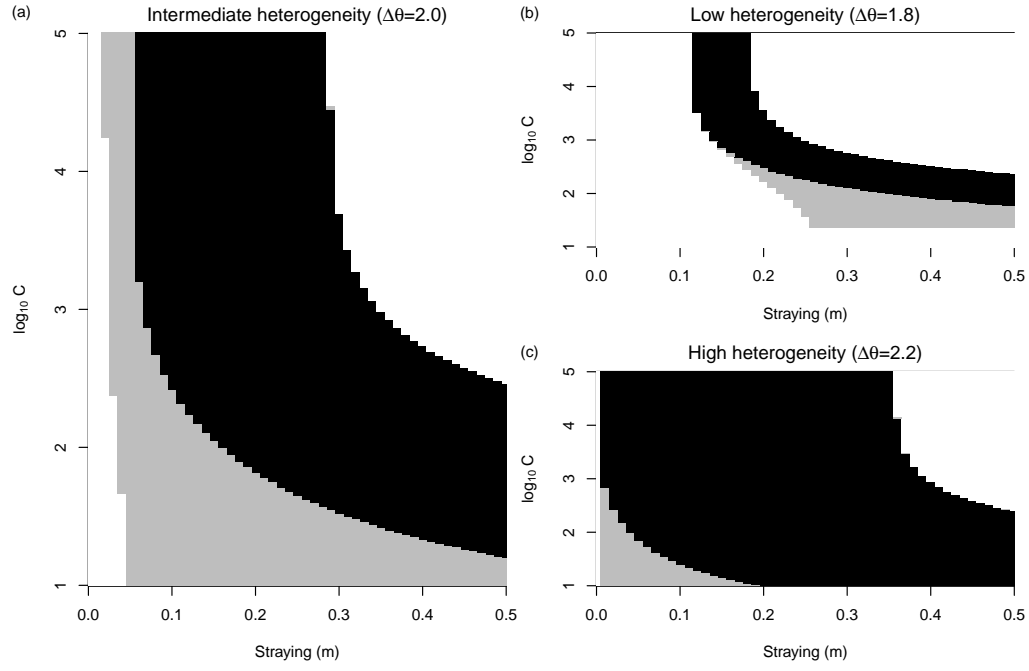 (a)
Intermediate heterogeneity (Δθ=2.0)
5
4
3
2
1
log₁₀ C
0.0 0.1 0.2 0.3 0.4 0.5
Straying (m)
(b)
Low heterogeneity (Δθ=1.8)
5
4
3
2
1
log₁₀ C
0.0 0.1 0.2 0.3 0.4 0.5
Straying (m)
(c)
High heterogeneity (Δθ=2.2)
5
4
3
2
1
log₁₀ C
0.0 0.1 0.2 0.3 0.4 0.5
Straying (m)